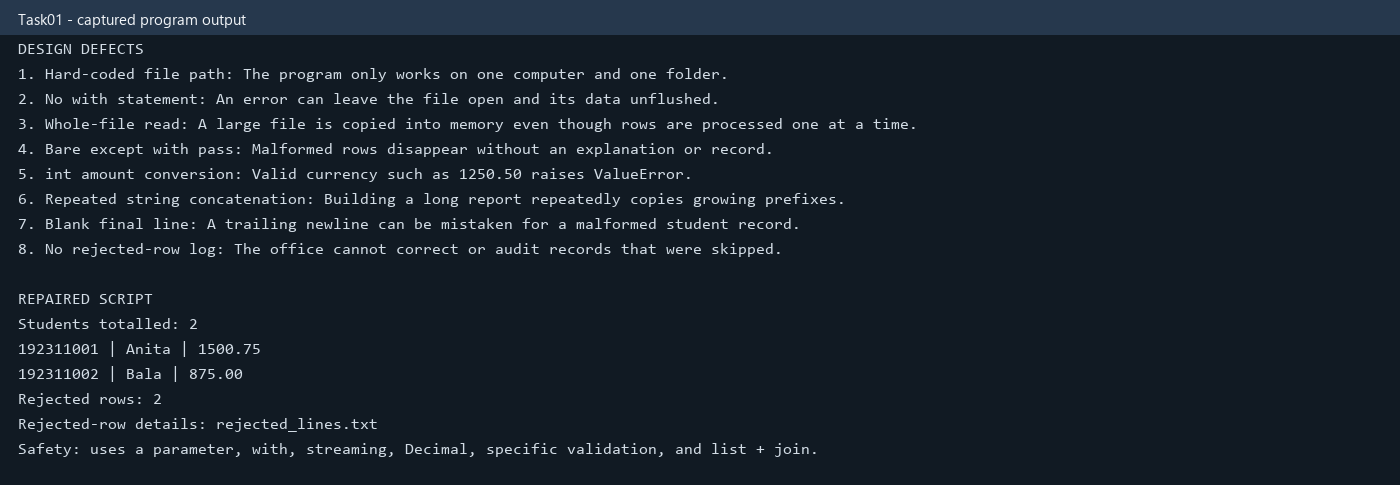 Task01 - captured program output
DESIGN DEFECTS
1. Hard-coded file path: The program only works on one computer and one folder.
2. No with statement: An error can leave the file open and its data unflushed.
3. Whole-file read: A large file is copied into memory even though rows are processed one at a time.
4. Bare except with pass: Malformed rows disappear without an explanation or record.
5. int amount conversion: Valid currency such as 1250.50 raises ValueError.
6. Repeated string concatenation: Building a long report repeatedly copies growing prefixes.
7. Blank final line: A trailing newline can be mistaken for a malformed student record.
8. No rejected-row log: The office cannot correct or audit records that were skipped.
REPAIRED SCRIPT
Students totalled: 2
192311001 | Anita | 1500.75
192311002 | Bala | 875.00
Rejected rows: 2
Rejected-row details: rejected_lines.txt
Safety: uses a parameter, with, streaming, Decimal, specific validation, and list + join.